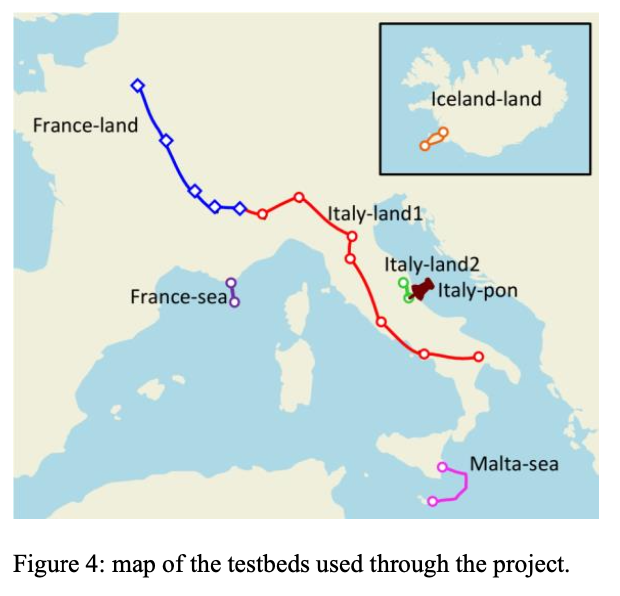 Iceland-land
France-land
Italy-land1
Italy-land2
Italy-pon
France-sea
Malta-sea
Figure 4: map of the testbeds used through the project.